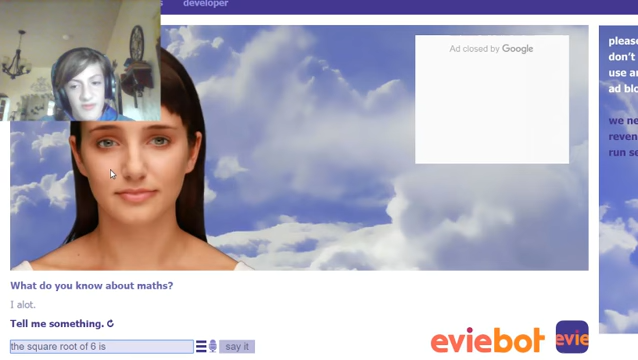 developer
Ad closed by Google
please
don't
use a
ad blo
we ne
reven
run se
What do you know about maths?
I alot.
Tell me something.
the square root of 6 is
say it
eviebot
evie